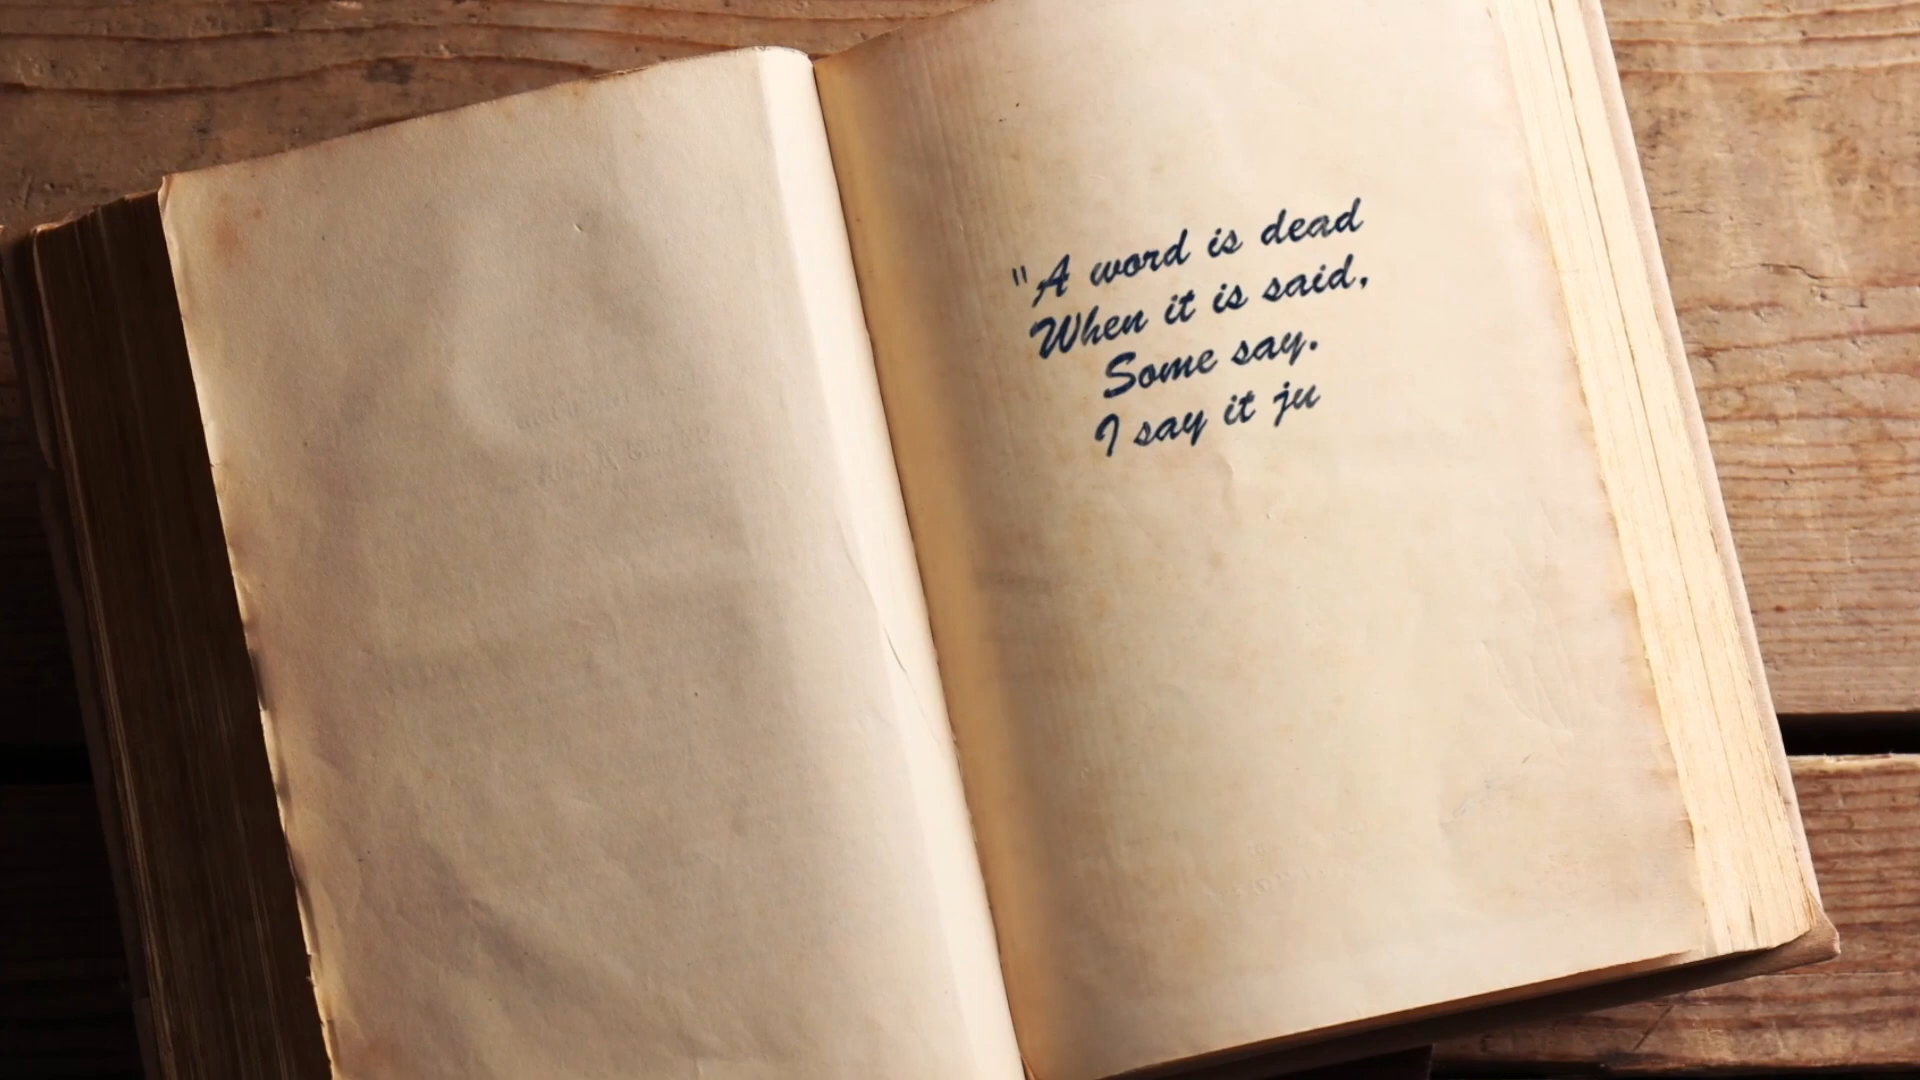 "A word is dead
When it is said,
Some say.
I say it ju